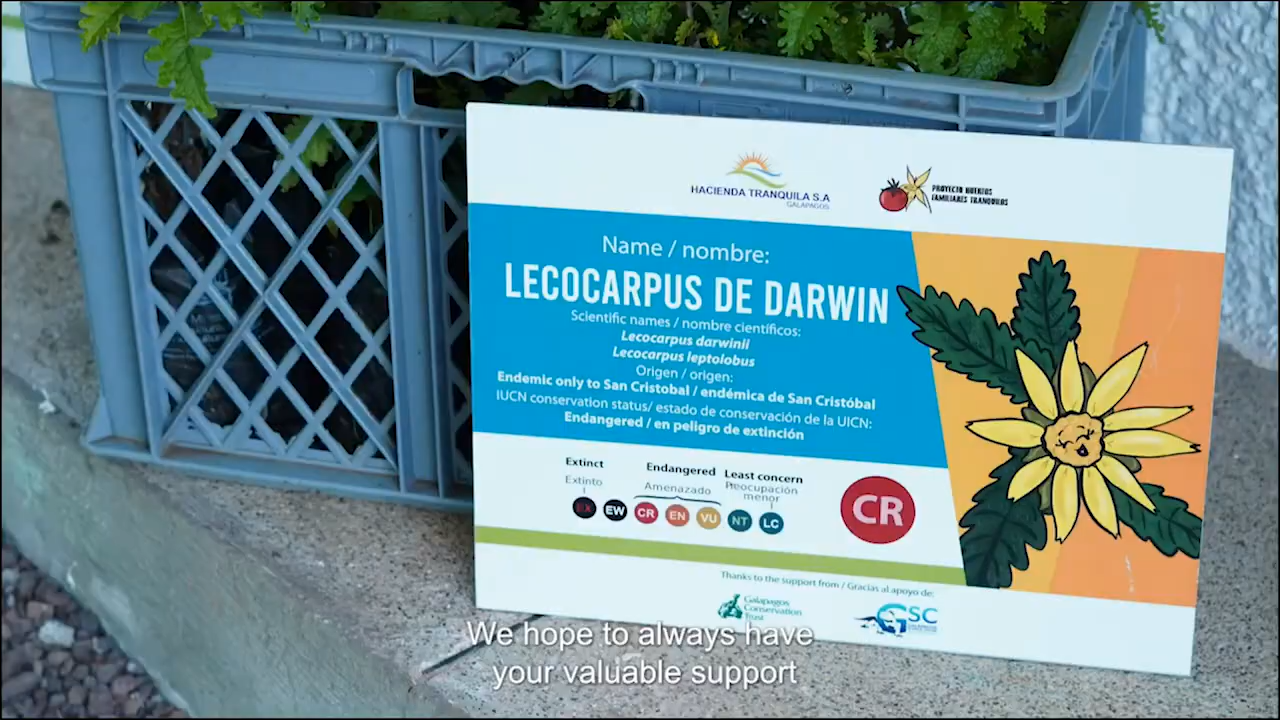 HACIENDA TRANQUILA S.A
GALAPAGOS
PROYECTO HUERTOS
FAMILIARES TRANQUILOS
Name / nombre:
LECOCARPUS DE DARWIN
Scientific names / nombre científicos:
Lecocarpus darwinii
Lecocarpus leptolobus
Origen / origen:
Endemic only to San Cristobal / endémica de San Cristóbal
IUCN conservation status/ estado de conservación de la UICN:
Endangered / en peligro de extinción
Extinct Endangered Least concern
Extinto Amenazado Preocupación
menor
EX EW CR EN VU NT LC
CR
Thanks to the support from / Gracias al apoyo de:
Galapagos
Conservation
Trust
GSC
We hope to always have
your valuable support